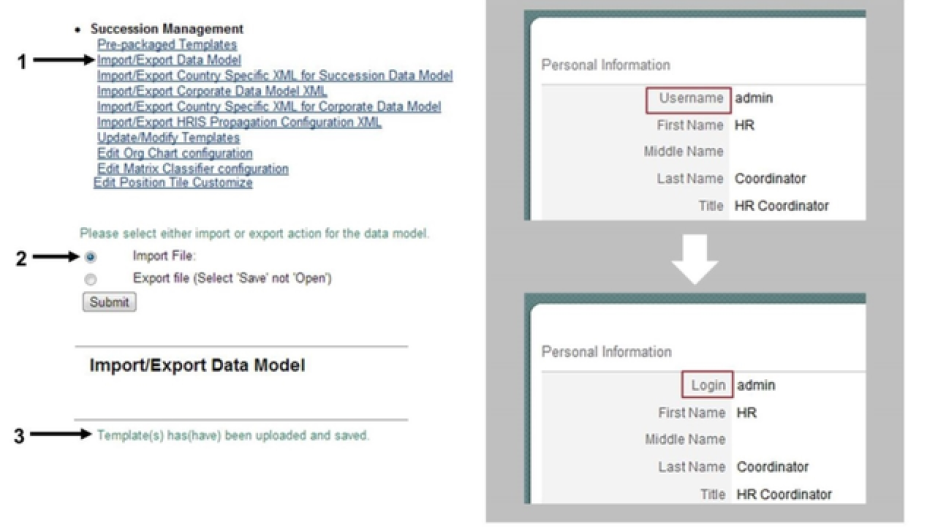 • Succession Management
Pre-packaged Templates
1
Import/Export Data Model
Import/Export Country Specific XML for Succession Data Model
Import/Export Corporate Data Model XML
Import/Export Country Specific XML for Corporate Data Model
Import/Export HRIS Propagation Configuration XML
Update/Modify Templates
Edit Org Chart configuration
Edit Matrix Classifier configuration
Edit Position Tile Customize
Please select either import or export action for the data model.
2
Import File:
Export file (Select 'Save' not 'Open')
Submit
Import/Export Data Model
3
Template(s) has(have) been uploaded and saved.
Personal Information
Username admin
First Name HR
Middle Name
Last Name Coordinator
Title HR Coordinator
Personal Information
Login admin
First Name HR
Middle Name
Last Name Coordinator
Title HR Coordinator